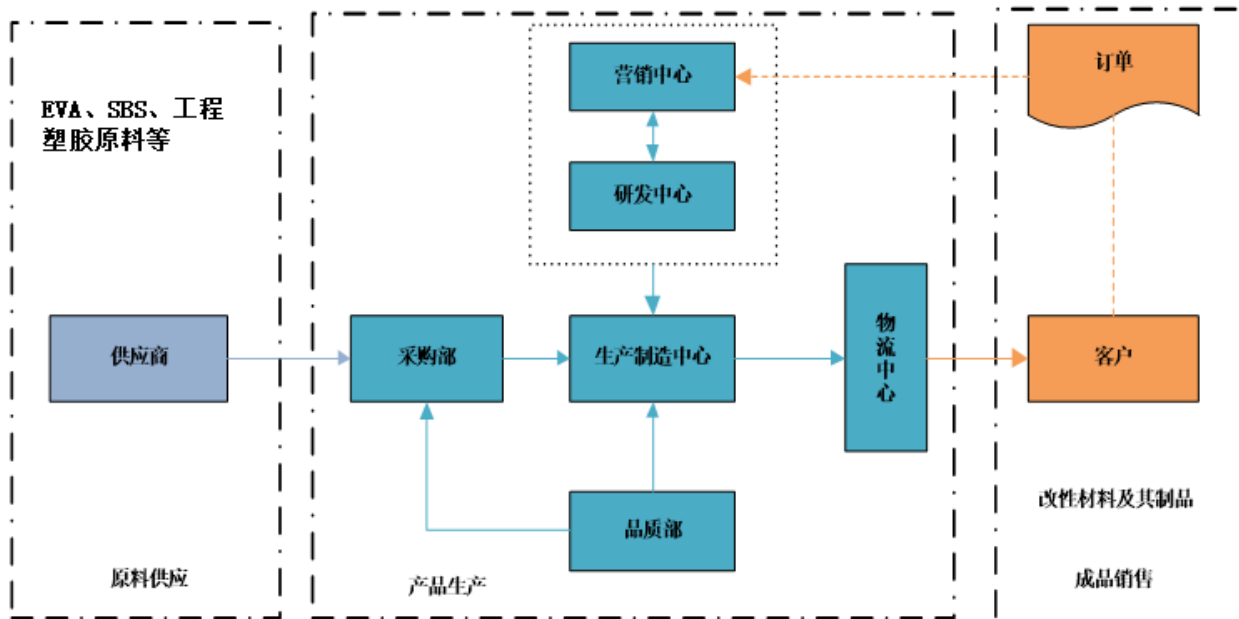 EVA、SBS、工程
塑胶原料等
供应商
原料供应
营销中心
研发中心
采购部
生产制造中心
物流中心
品质部
产品生产
订单
客户
改性材料及其制品
成品销售